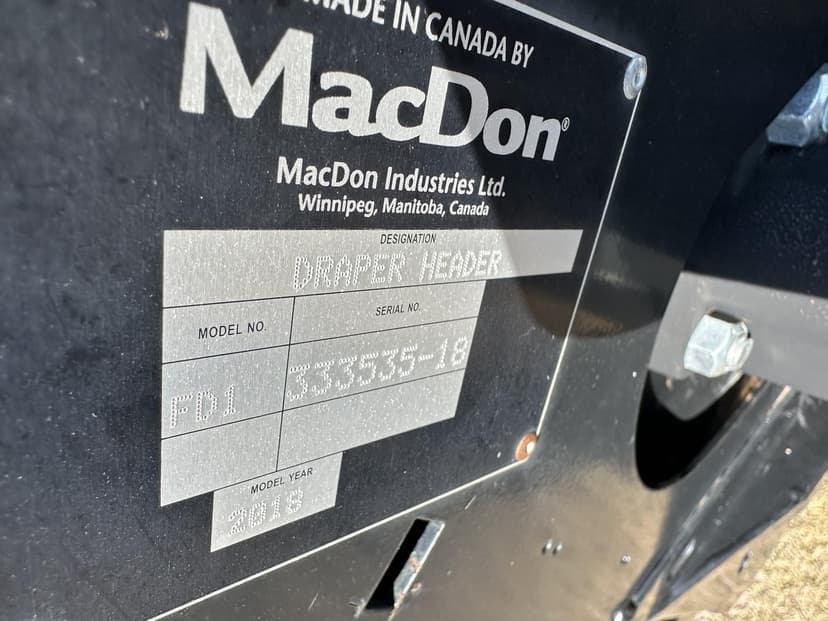 MADE IN CANADA BY
MacDon®
MacDon Industries Ltd.
Winnipeg, Manitoba, Canada
DESIGNATION
DRAPER HEADER
MODEL NO.
SERIAL NO.
FD1
333535-18
MODEL YEAR
2018